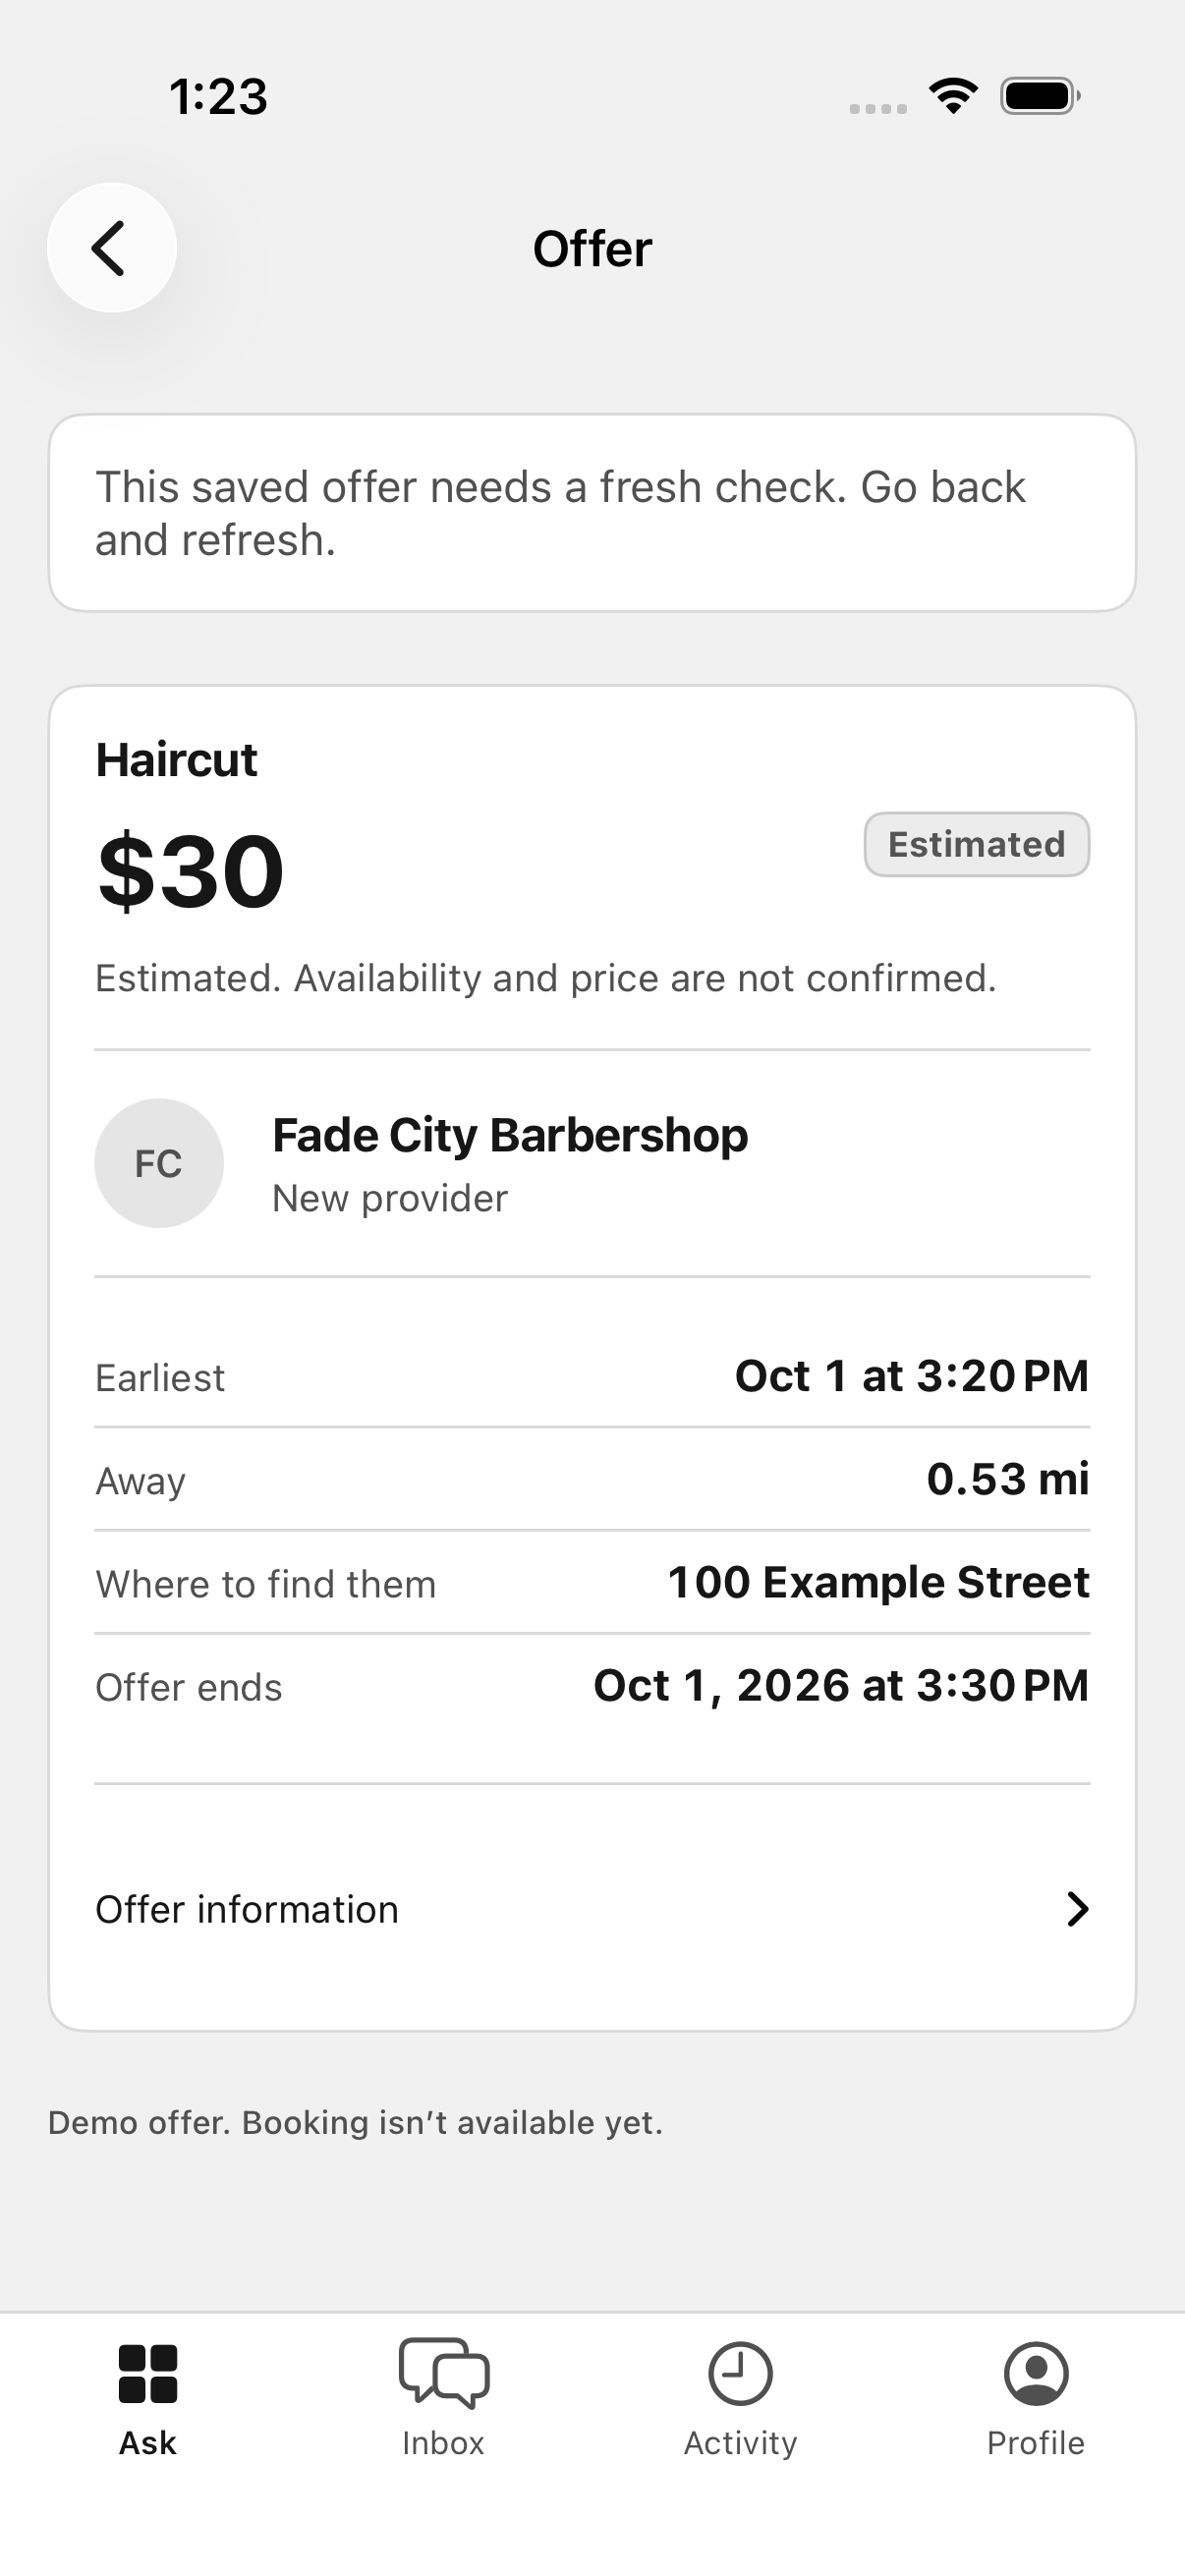 1:23
Offer
This saved offer needs a fresh check. Go back
and refresh.
Haircut
$30
Estimated
Estimated. Availability and price are not confirmed.
FC
Fade City Barbershop
New provider
Earliest
Oct 1 at 3:20 PM
Away
0.53 mi
Where to find them
100 Example Street
Offer ends
Oct 1, 2026 at 3:30 PM
Offer information
Demo offer. Booking isn’t available yet.
Ask
Inbox
Activity
Profile